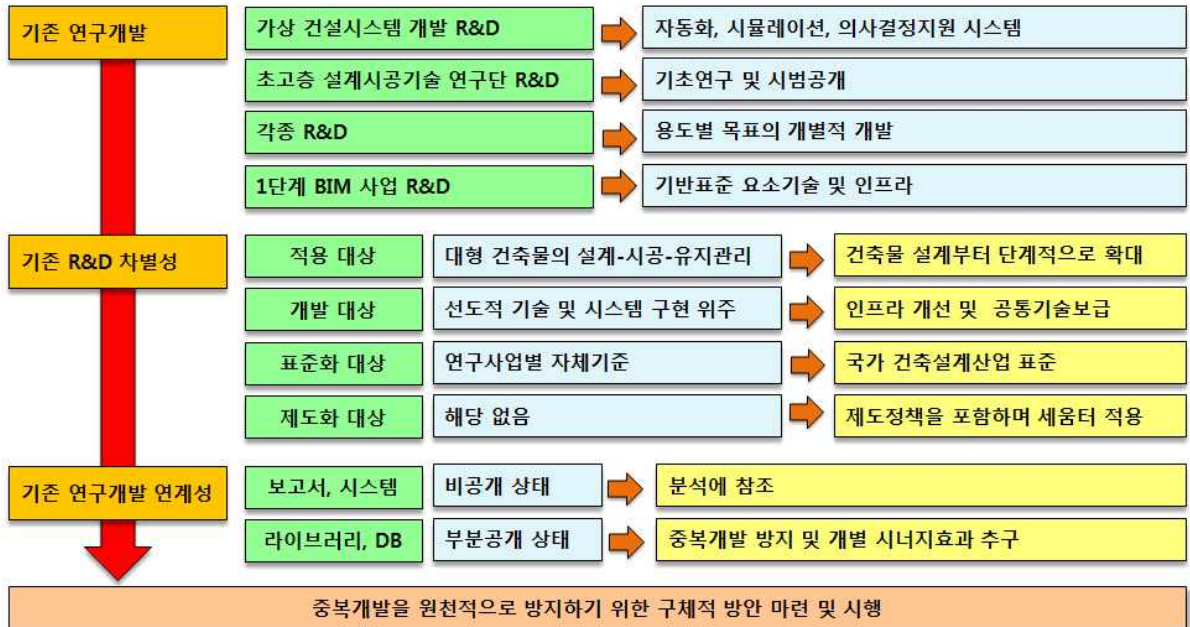 기존 연구개발
가상 건설시스템 개발 R&D
자동화, 시뮬레이션, 의사결정지원 시스템
초고층 설계시공기술 연구단 R&D
기초연구 및 시범공개
각종 R&D
용도별 목표의 개별적 개발
1단계 BIM 사업 R&D
기반표준 요소기술 및 인프라
기존 R&D 차별성
적용 대상
대형 건축물의 설계-시공-유지관리
건축물 설계부터 단계적으로 확대
개발 대상
선도적 기술 및 시스템 구현 위주
인프라 개선 및 공통기술보급
표준화 대상
연구사업별 자체기준
국가 건축설계산업 표준
제도화 대상
해당 없음
제도정책을 포함하며 세움터 적용
기존 연구개발 연계성
보고서, 시스템
비공개 상태
분석에 참조
라이브러리, DB
부분공개 상태
중복개발 방지 및 개별 시너지효과 추구
중복개발을 원천적으로 방지하기 위한 구체적 방안 마련 및 시행